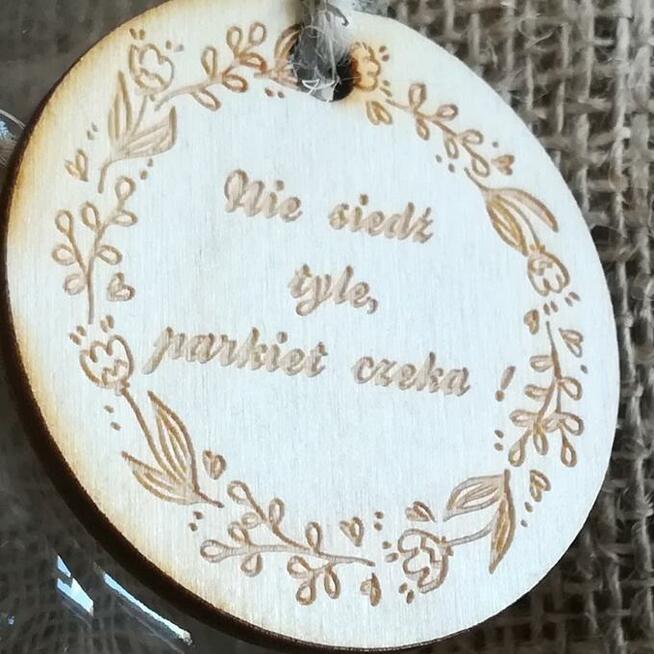 Nie siedź
tyle,
parkiet czeka !